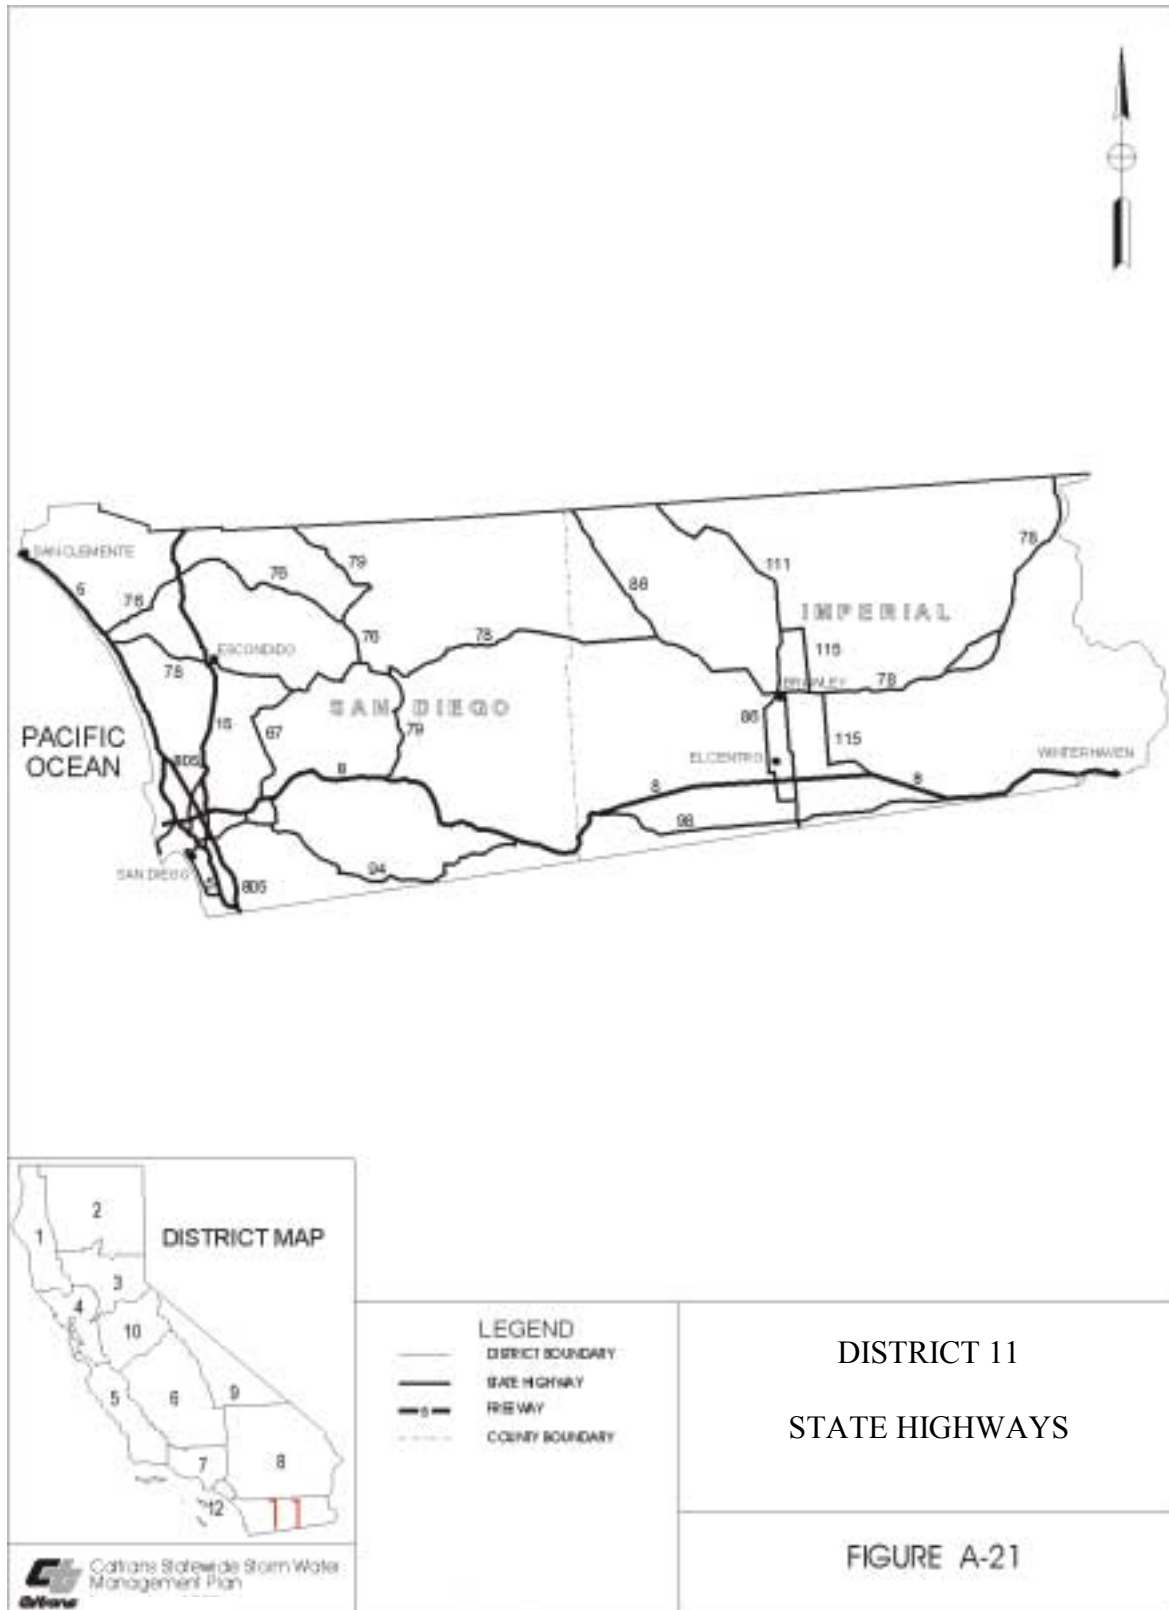 SAN CLEMENTE
5
76
76
79
76
78
ESCONDIDO
15
67
SAN DIEGO
79
78
86
111
IMPERIAL
78
115
BRAWLEY
78
86
115
EL CENTRO
WINTERHAVEN
PACIFIC
OCEAN
805
8
8
8
98
94
SAN DIEGO
5
805
DISTRICT MAP
1
2
3
4
10
5
6
9
7
8
12
LEGEND
DISTRICT BOUNDARY
STATE HIGHWAY
5 FREEWAY
COUNTY BOUNDARY
DISTRICT 11
STATE HIGHWAYS
FIGURE A-21
Caltrans Statewide Storm Water
Management Plan
Caltrans